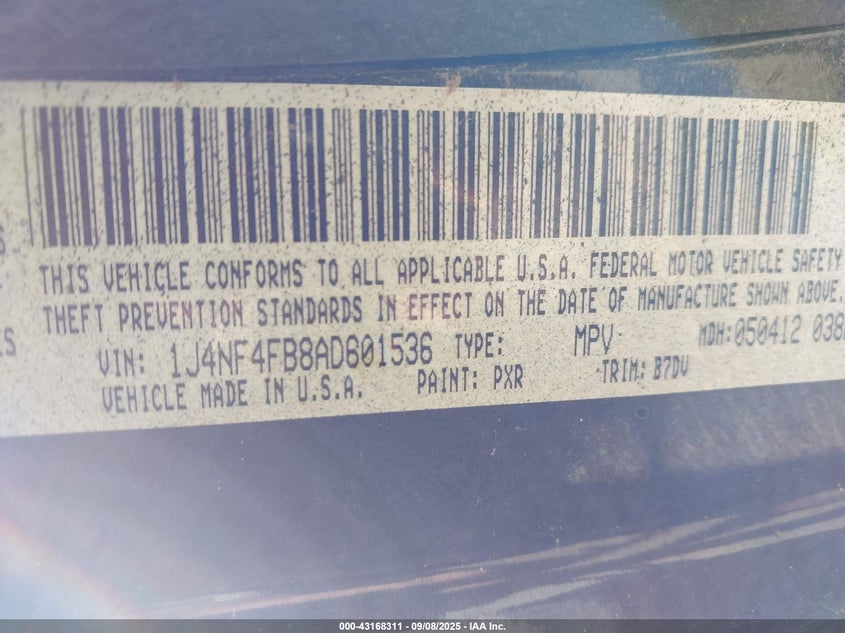 THIS VEHICLE CONFORMS TO ALL APPLICABLE U.S.A. FEDERAL MOTOR VEHICLE SAFETY
THEFT PREVENTION STANDARDS IN EFFECT ON THE DATE OF MANUFACTURE SHOWN ABOVE.
VIN: 1J4NF4FB8AD601536 TYPE: MPV MDH: 050412 038
VEHICLE MADE IN U.S.A. PAINT: PXR TRIM: B7DV
000-43168311 - 09/08/2025 - IAA Inc.